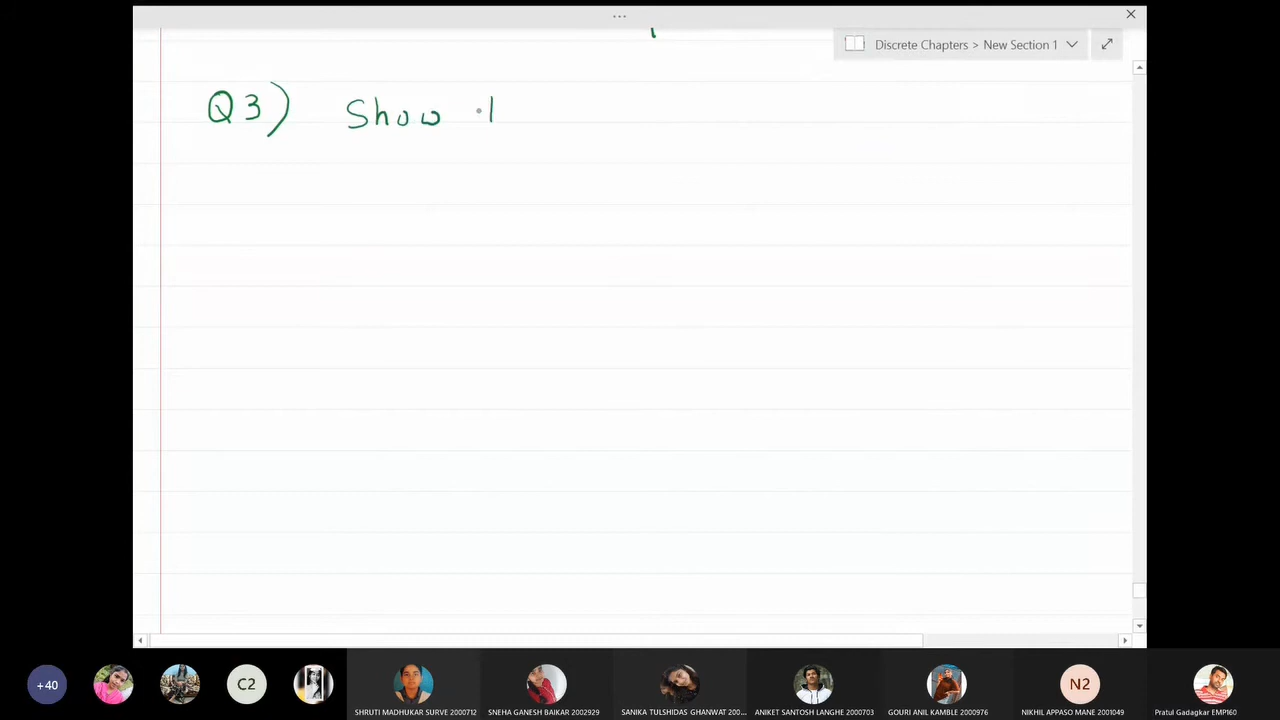 Discrete Chapters > New Section 1
Q3) Show
+40
C2
SHRUTI MADHUKAR SURVE 2000712
SNEHA GANESH BAIKAR 2002929
SANIKA TULSHIDAS GHANWAT 200...
ANIKET SANTOSH LANGHE 2000703
GOURI ANIL KAMBLE 2000976
N2
NIKHIL APPASO MANE 2001049
Pratul Gadagkar EMP160